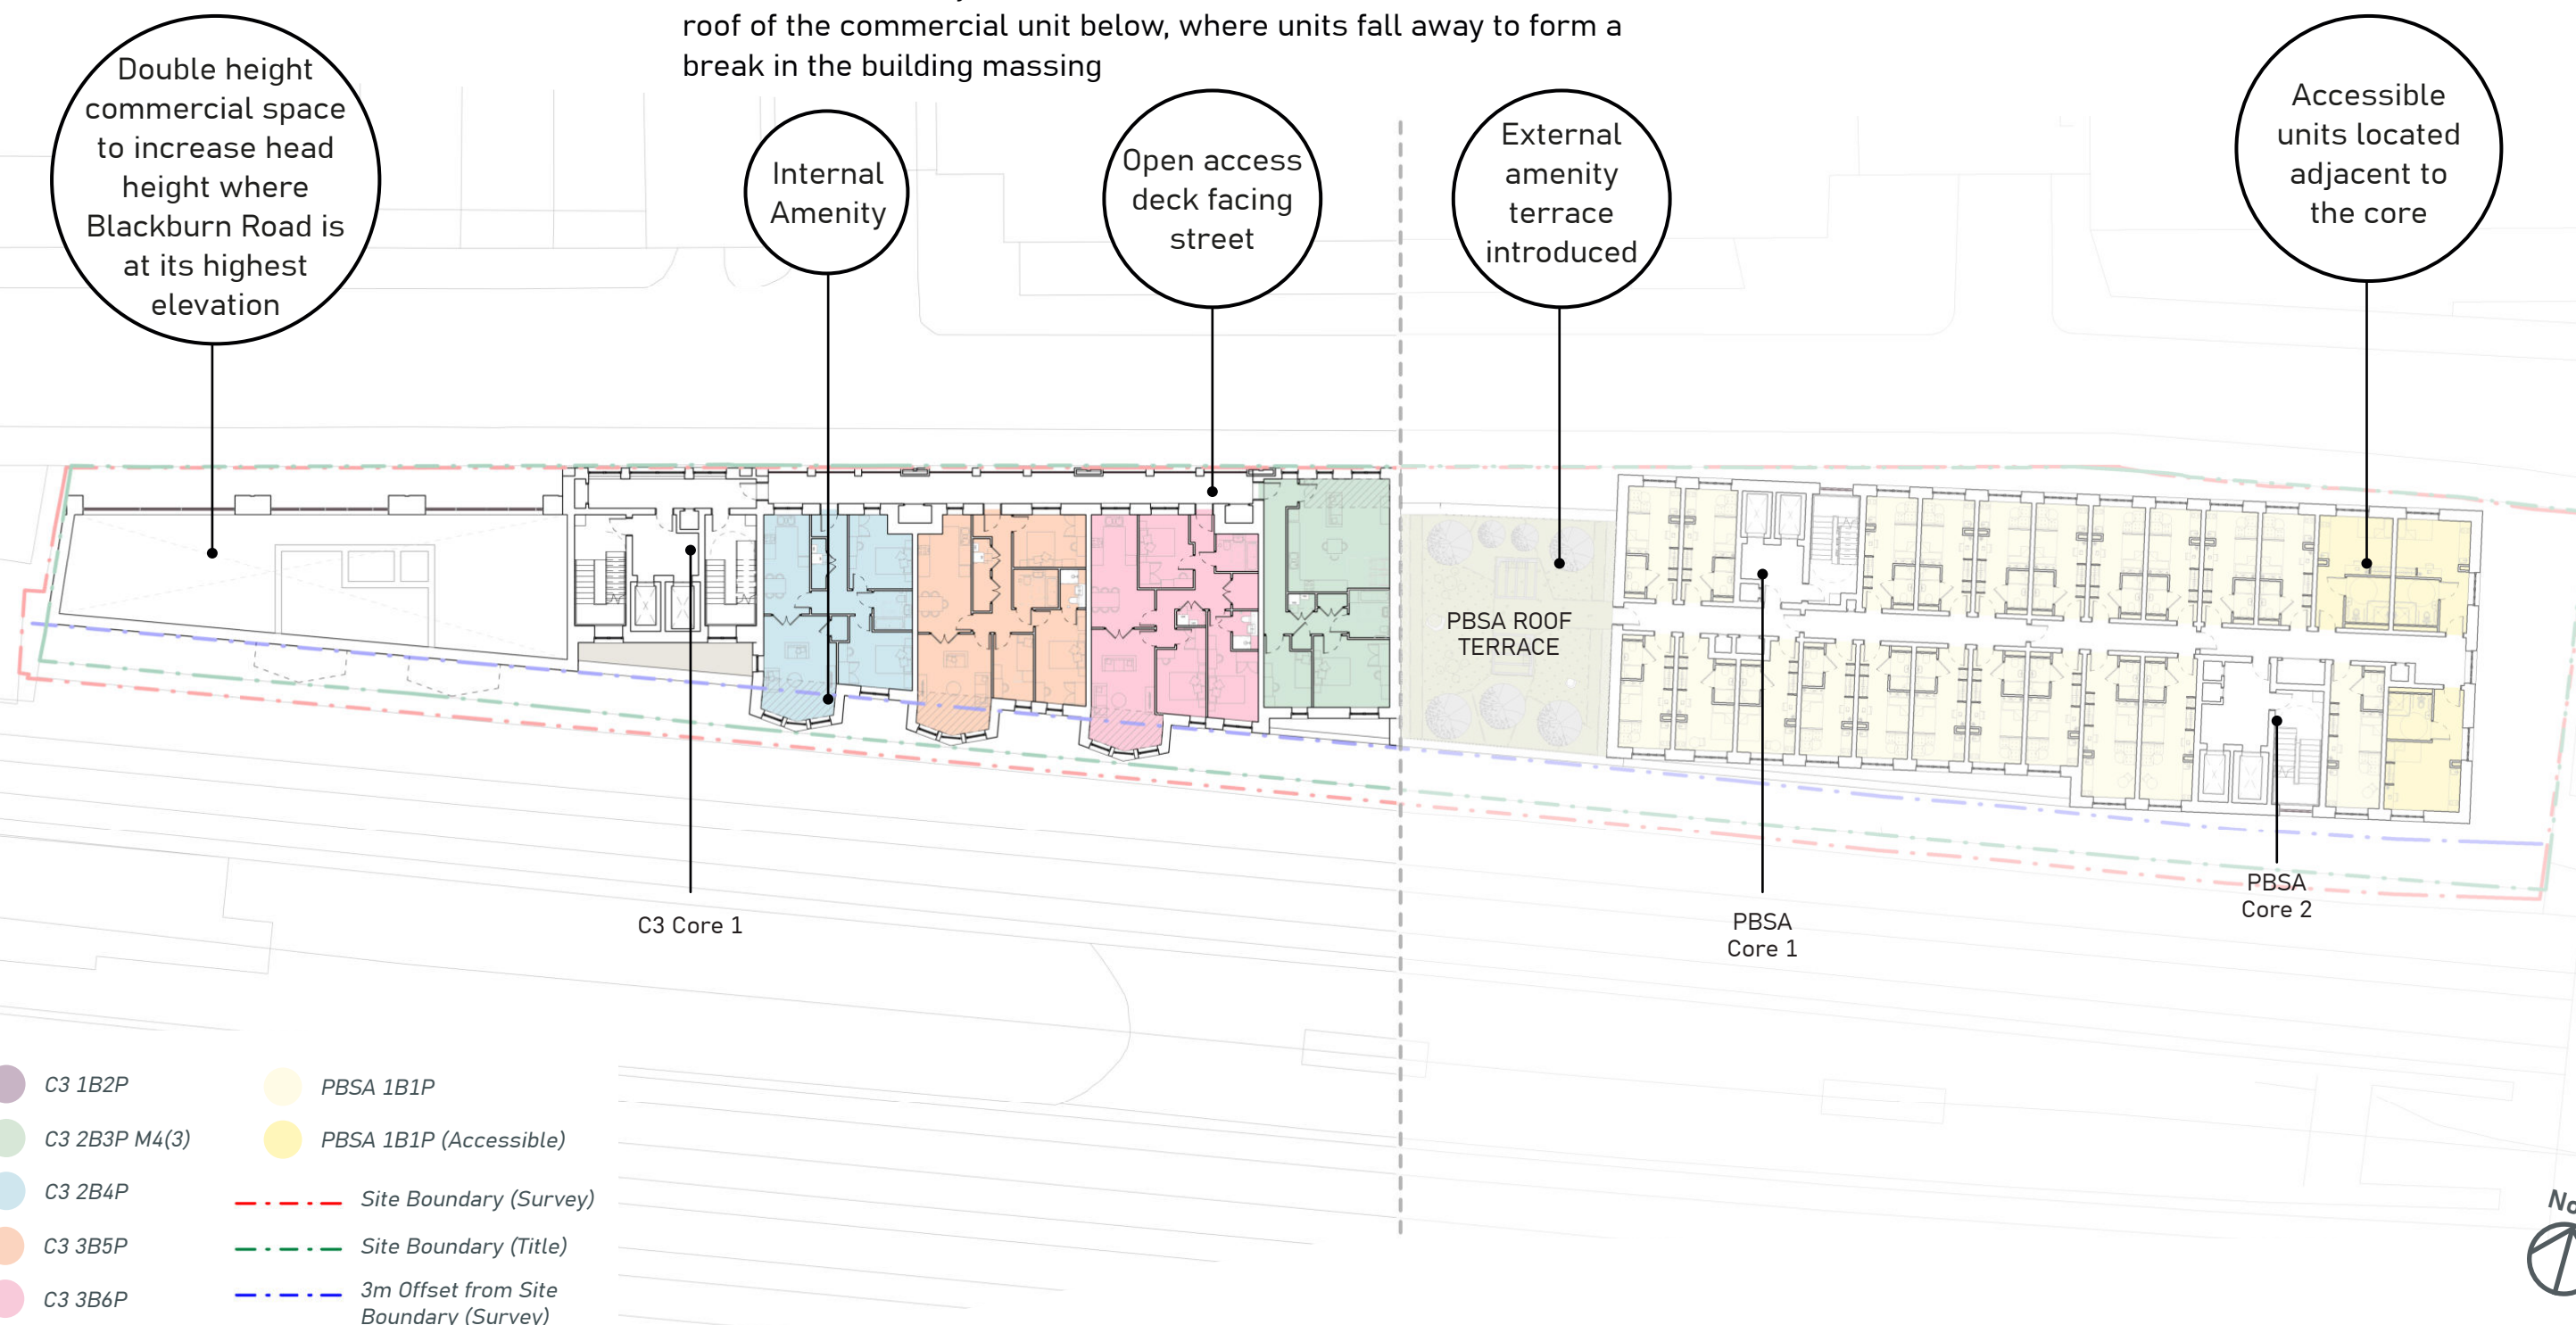 roof of the commercial unit below, where units fall away to form a
break in the building massing
Double height
commercial space
to increase head
height where
Blackburn Road is
at its highest
elevation
Internal
Amenity
Open access
deck facing
street
External
amenity
terrace
introduced
Accessible
units located
adjacent to
the core
PBSA ROOF
TERRACE
C3 Core 1
PBSA
Core 1
PBSA
Core 2
C3 1B2P
C3 2B3P M4(3)
C3 2B4P
C3 3B5P
C3 3B6P
PBSA 1B1P
PBSA 1B1P (Accessible)
Site Boundary (Survey)
Site Boundary (Title)
3m Offset from Site
Boundary (Survey)